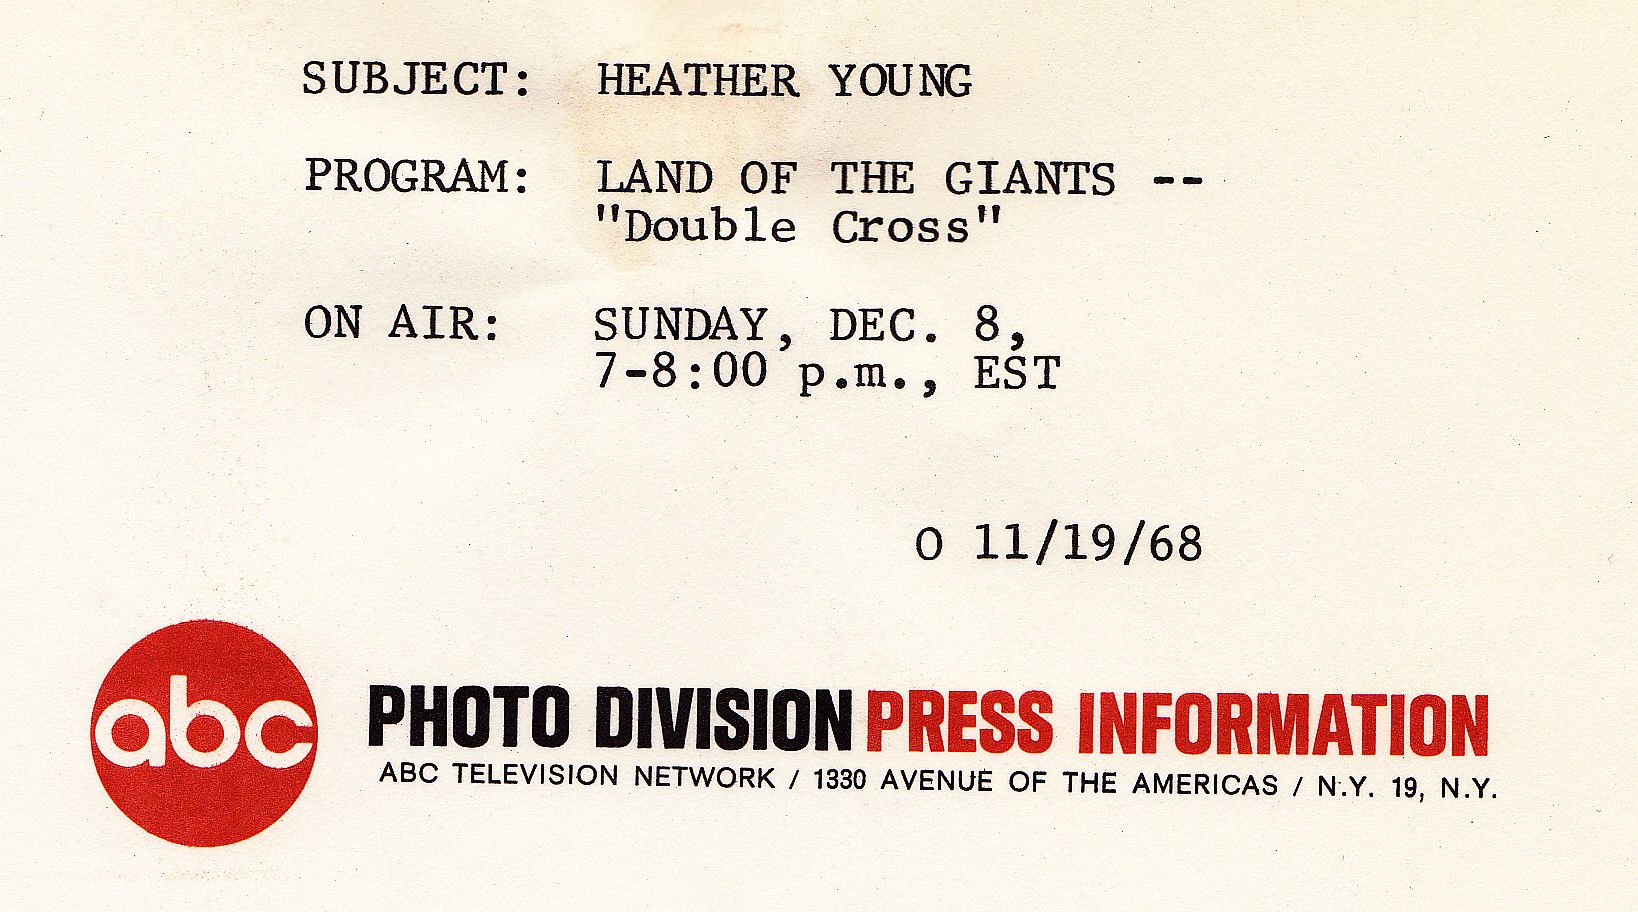 SUBJECT: HEATHER YOUNG
PROGRAM: LAND OF THE GIANTS --
"Double Cross"
ON AIR: SUNDAY, DEC. 8,
7-8:00 p.m., EST
O 11/19/68
abc
PHOTO DIVISION PRESS INFORMATION
ABC TELEVISION NETWORK / 1330 AVENUE OF THE AMERICAS / N.Y. 19, N.Y.